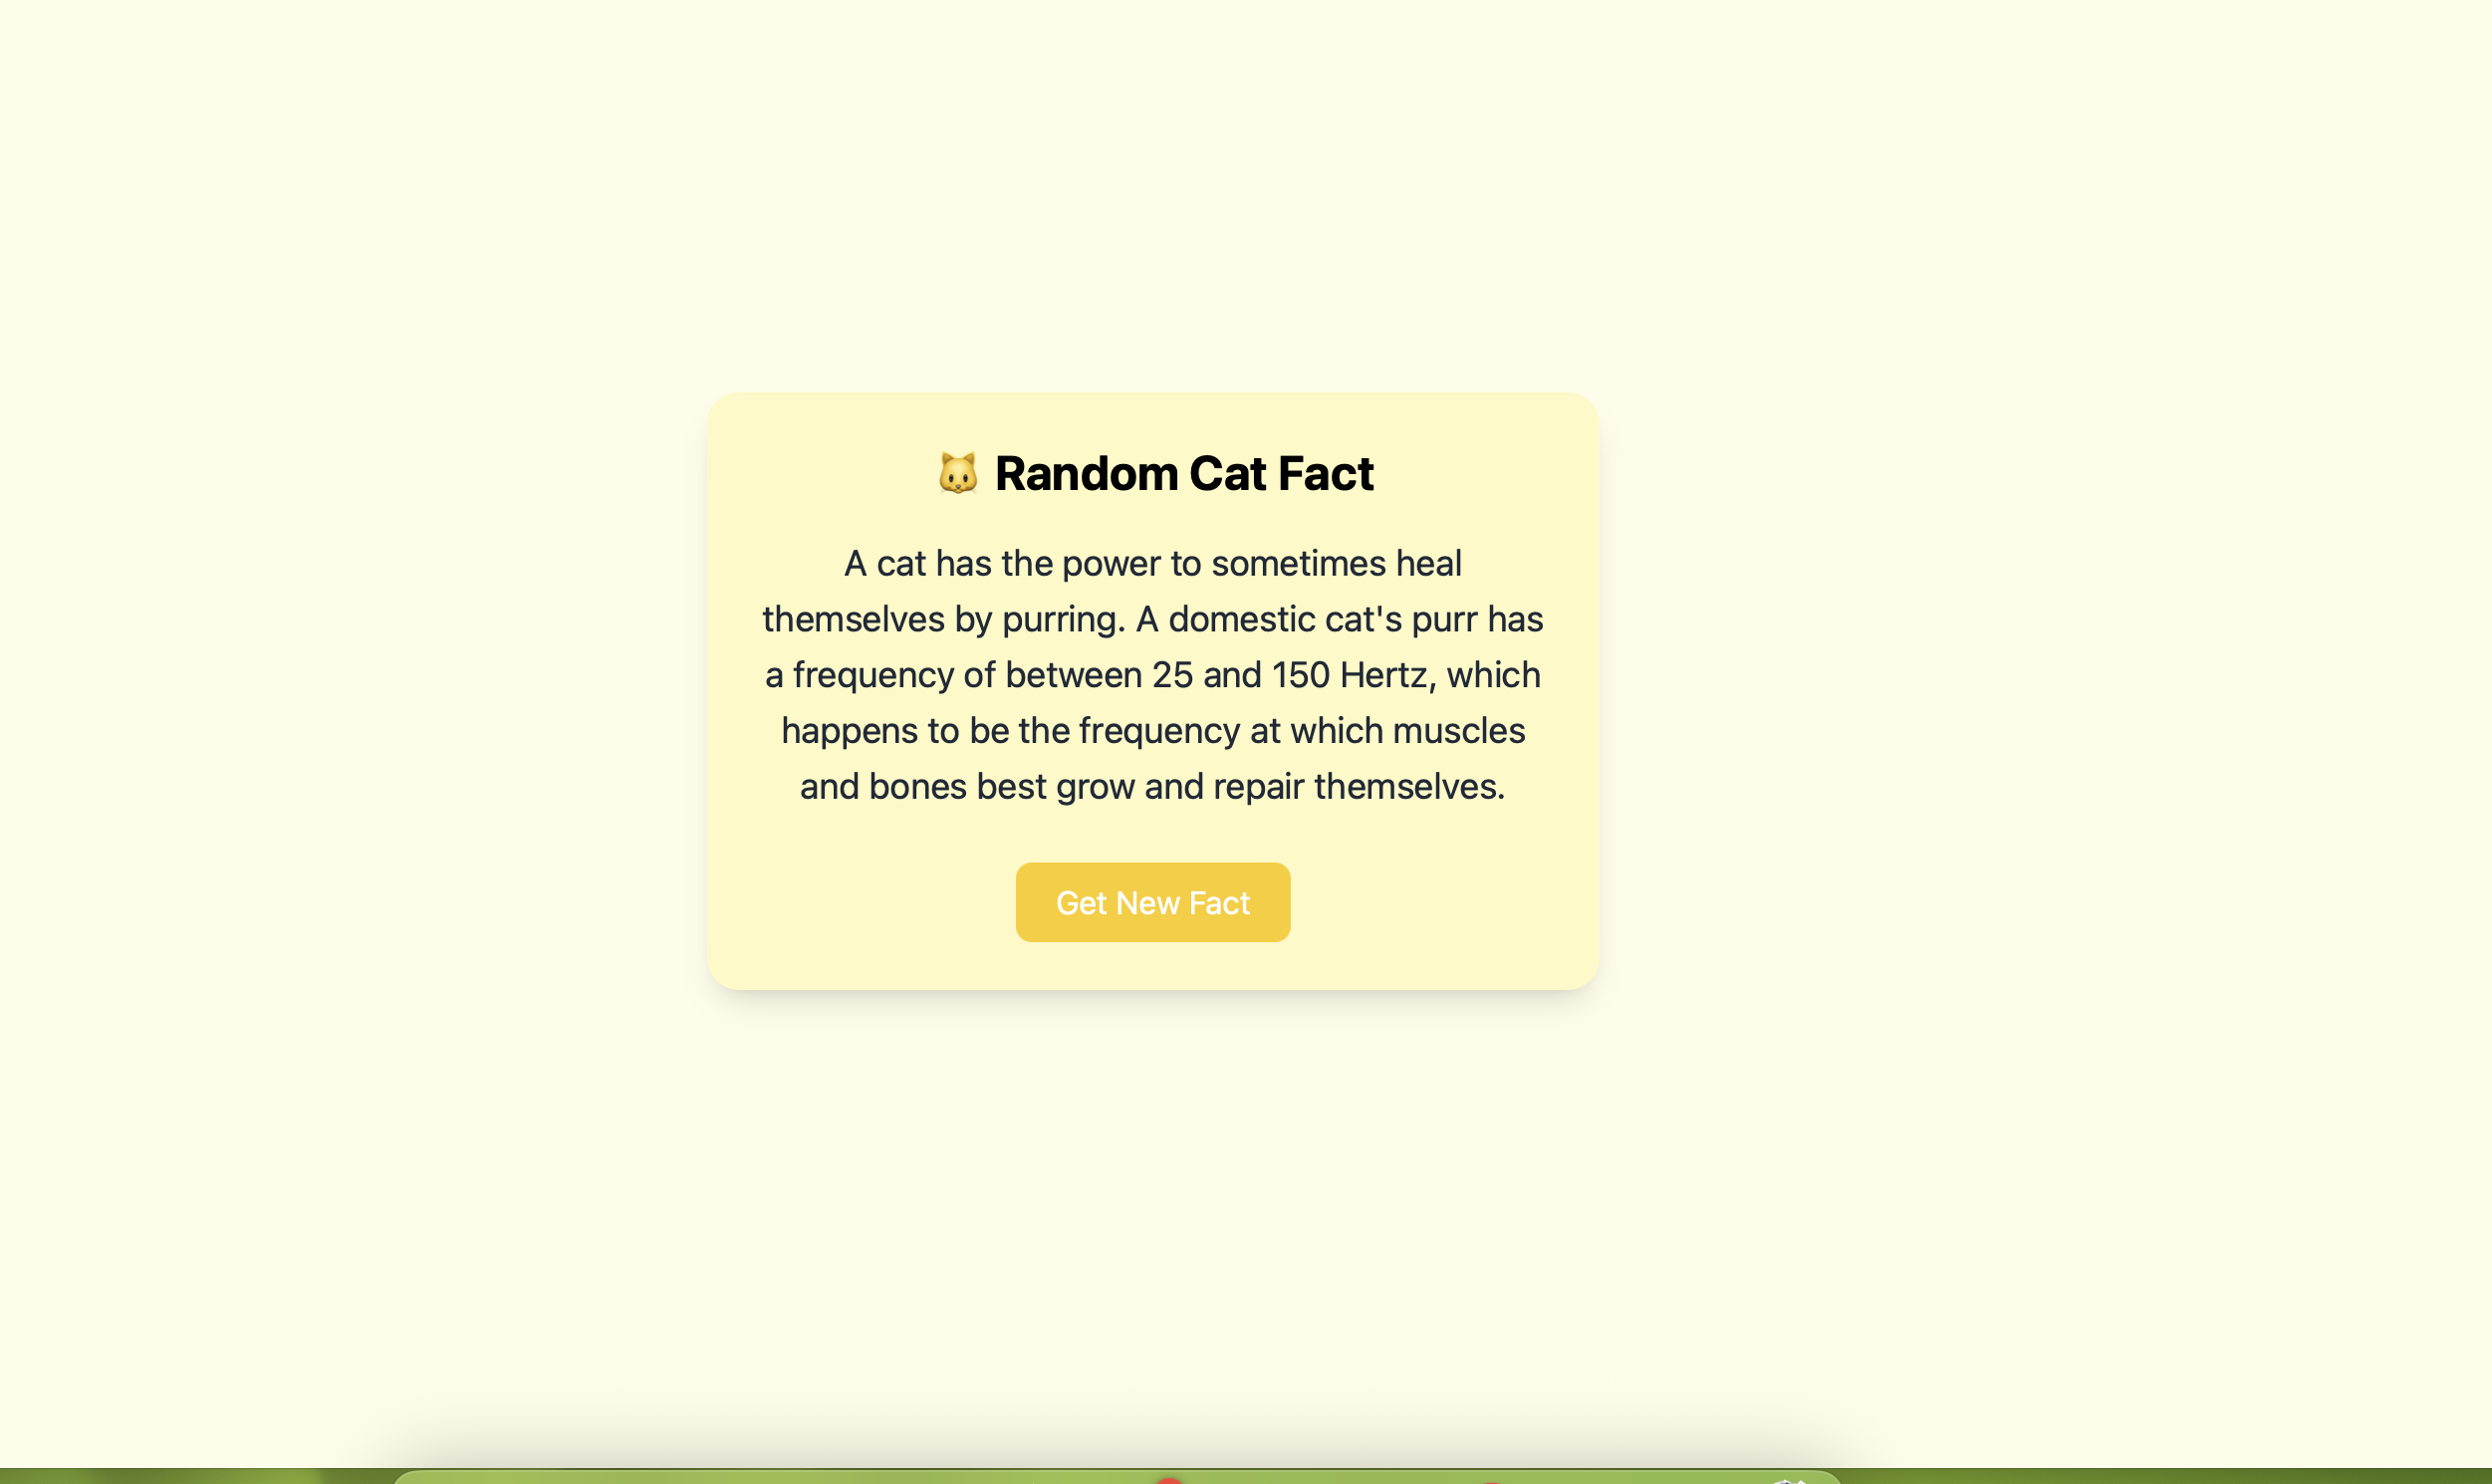 🐱 Random Cat Fact
A cat has the power to sometimes heal
themselves by purring. A domestic cat's purr has
a frequency of between 25 and 150 Hertz, which
happens to be the frequency at which muscles
and bones best grow and repair themselves.
Get New Fact